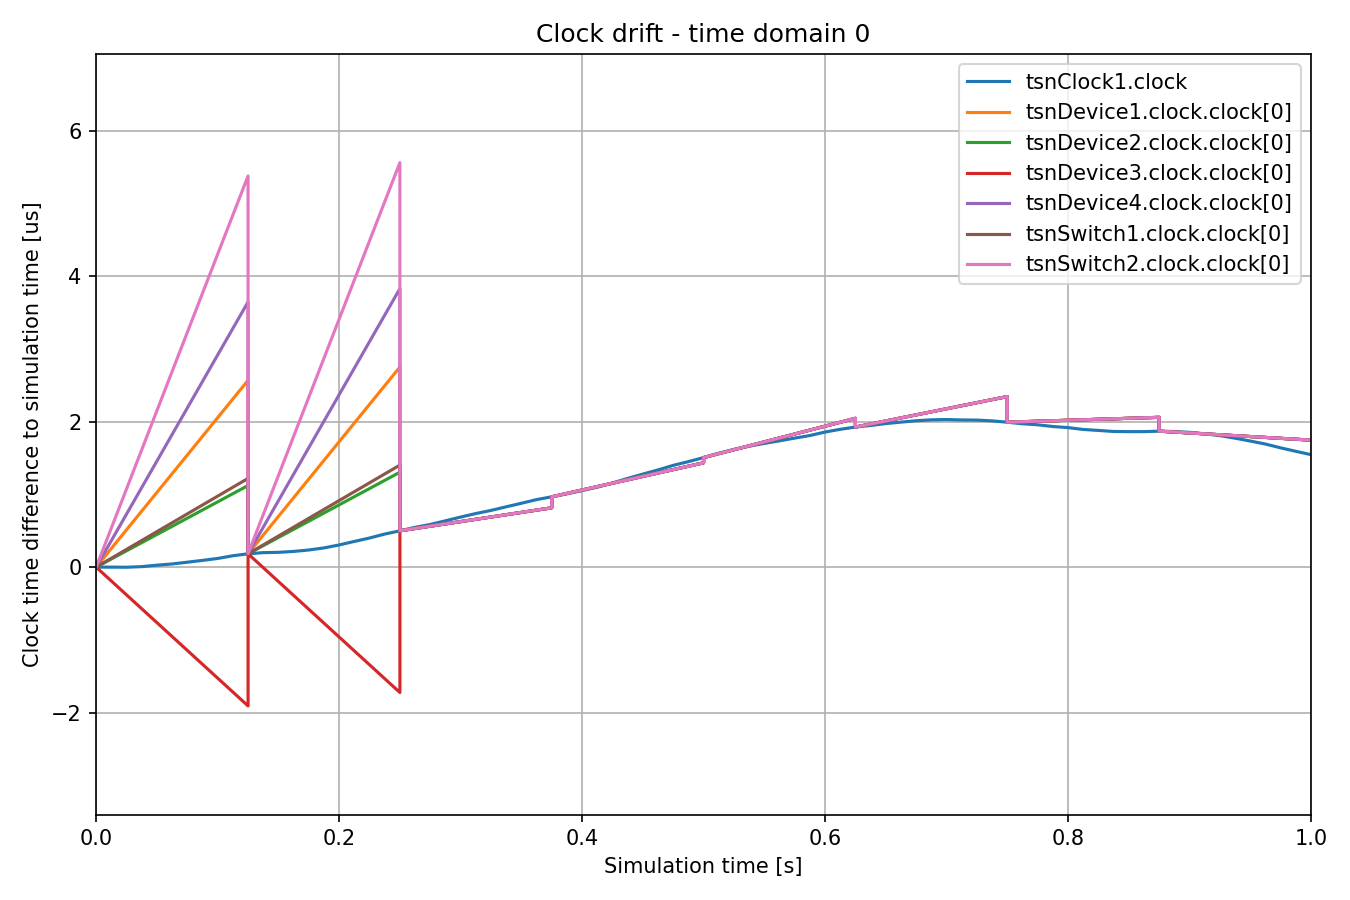 Clock drift - time domain 0
Clock time difference to simulation time [us]
6
4
2
0
−2
tsnClock1.clock
tsnDevice1.clock.clock[0]
tsnDevice2.clock.clock[0]
tsnDevice3.clock.clock[0]
tsnDevice4.clock.clock[0]
tsnSwitch1.clock.clock[0]
tsnSwitch2.clock.clock[0]
0.0 0.2 0.4 0.6 0.8 1.0
Simulation time [s]